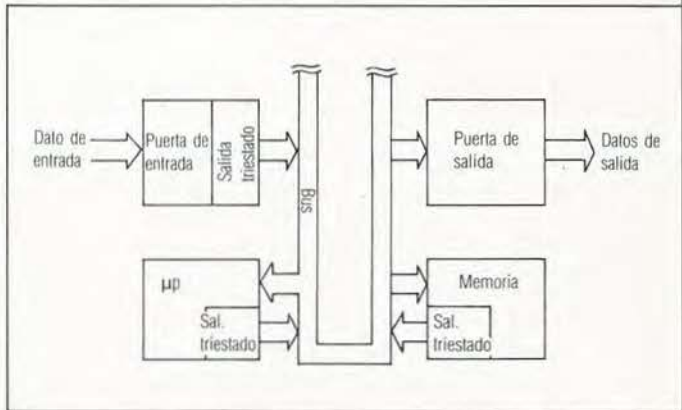 Dato de
entrada
Puerta de
entrada
Salida
triestado
Bus
Puerta de
salida
Datos de
salida
µp
Sal.
triestado
Memoria
Sal.
triestado